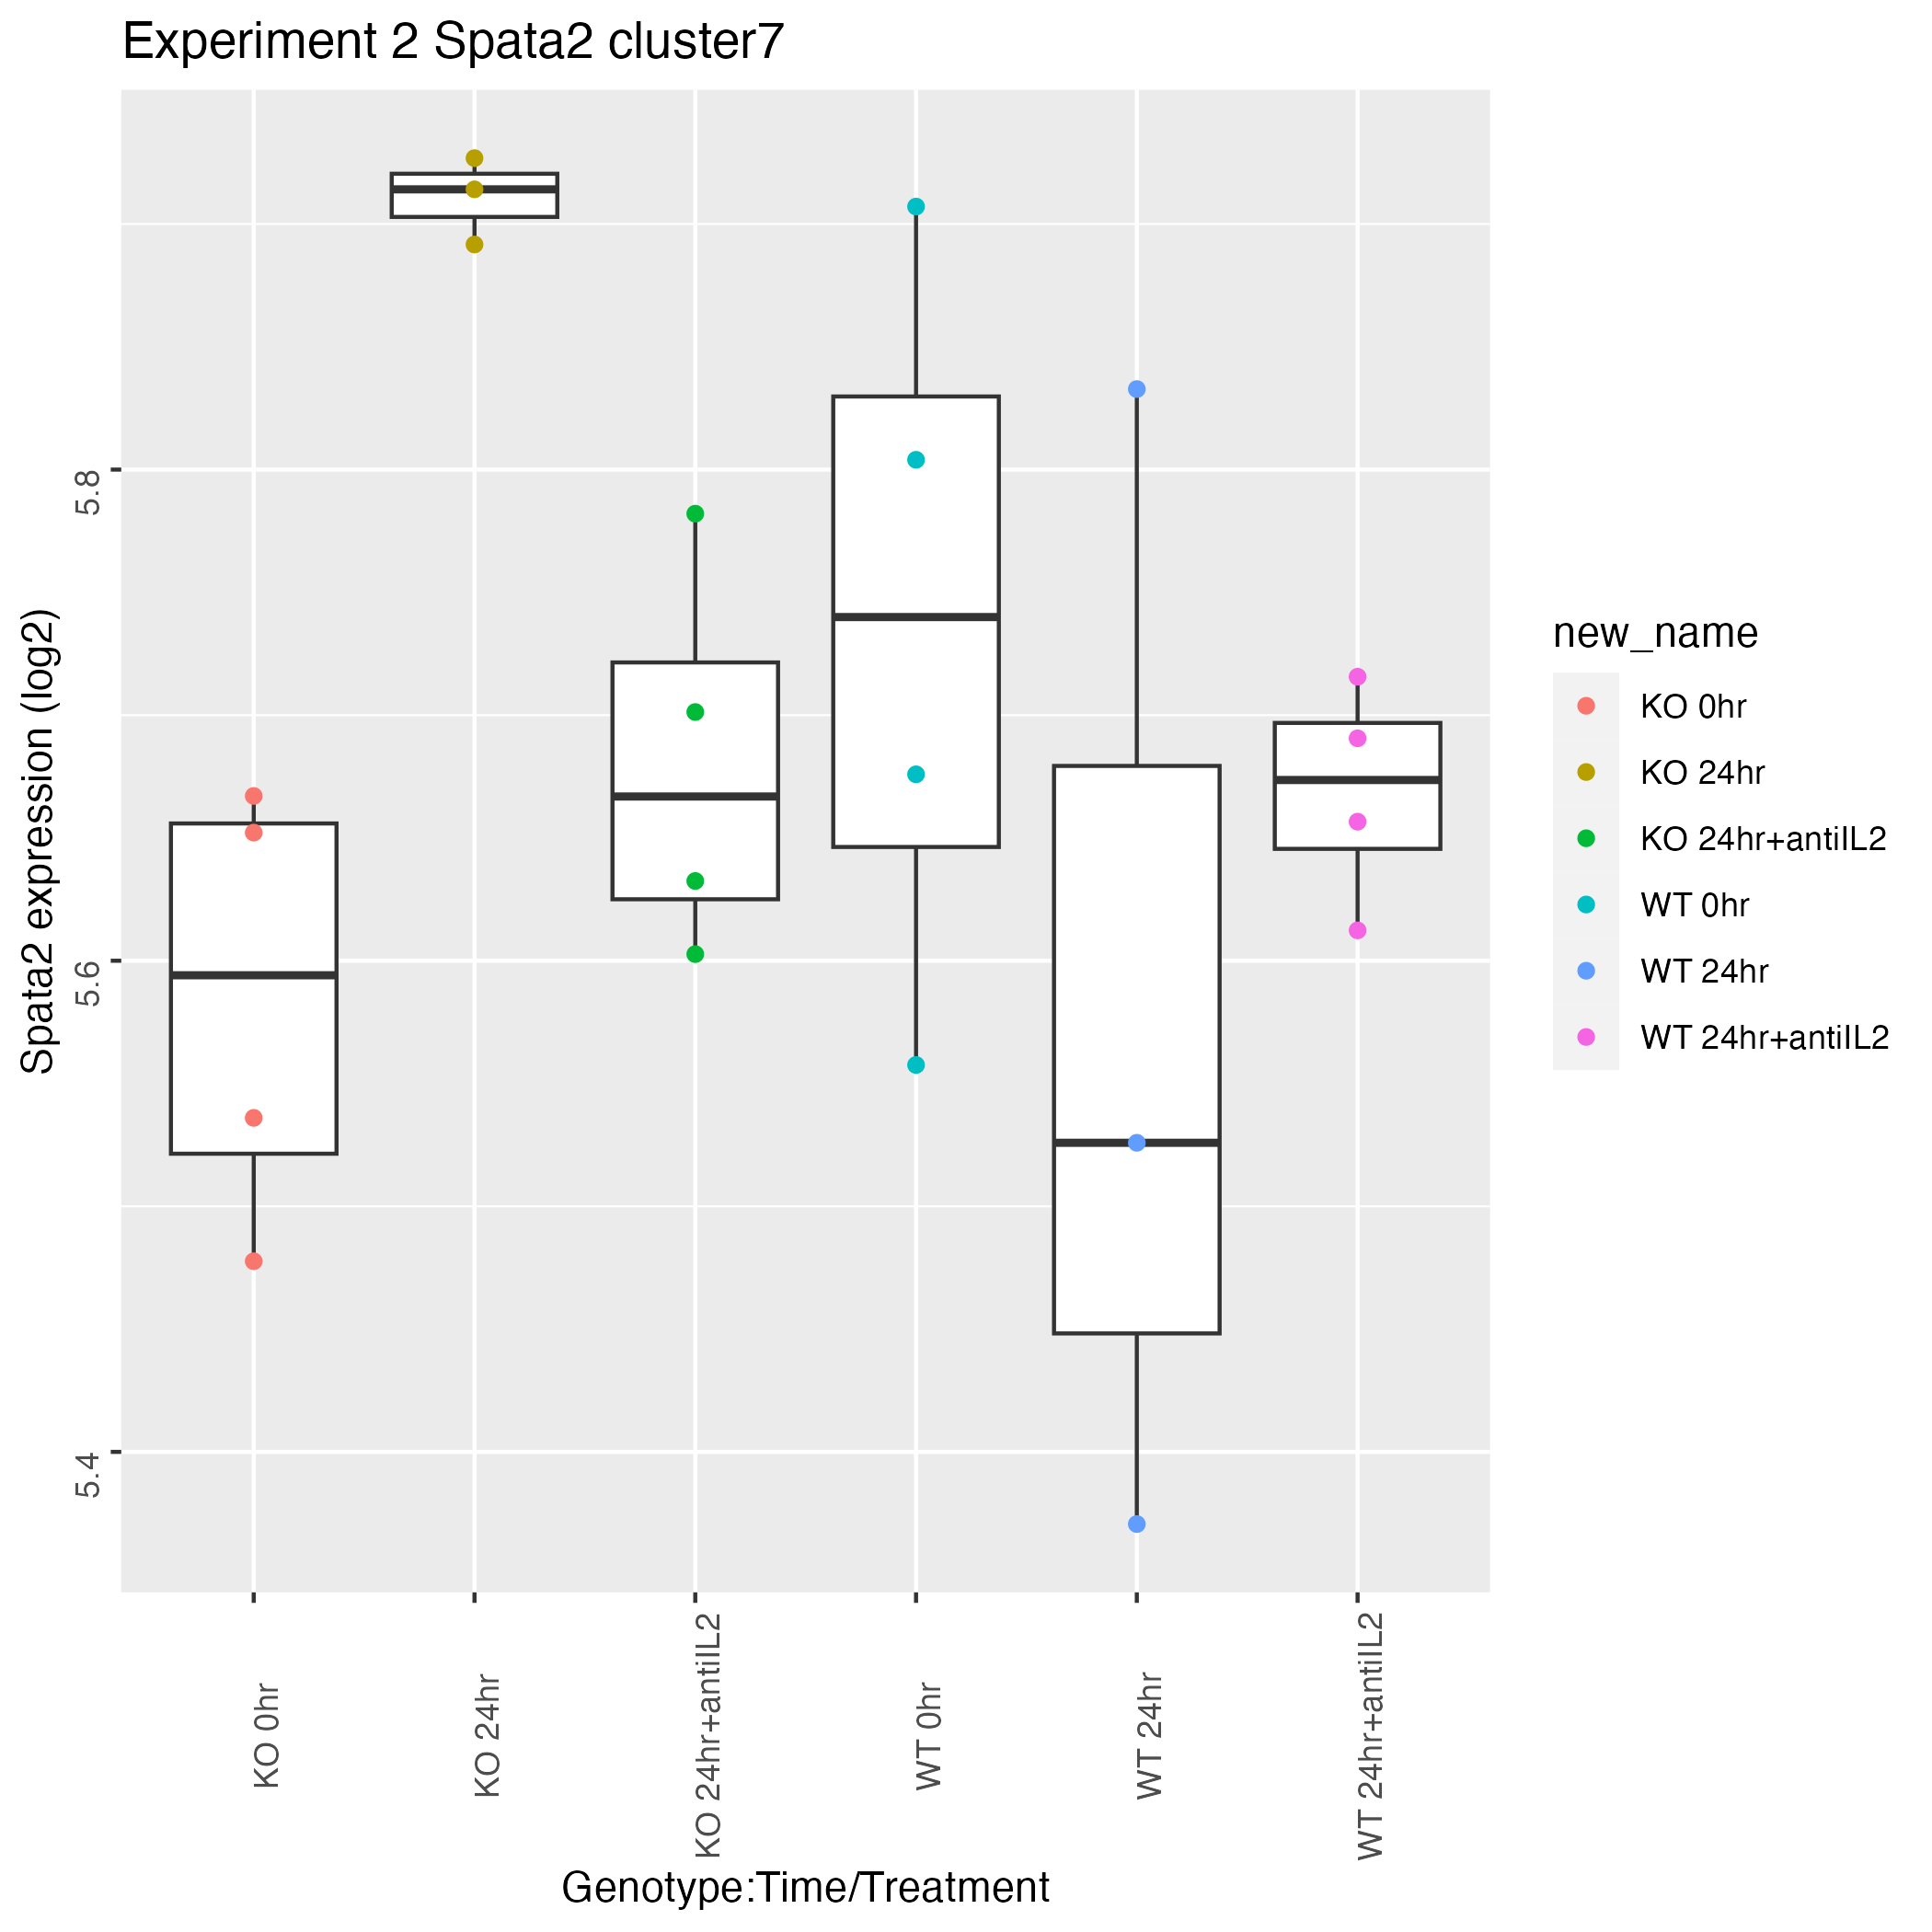 Experiment 2 Spata2 cluster7
Spata2 expression (log2)
5.8
5.6
5.4
KO 0hr
KO 24hr
KO 24hr+antiIL2
WT 0hr
WT 24hr
WT 24hr+antiIL2
Genotype:Time/Treatment
new_name
KO 0hr
KO 24hr
KO 24hr+antiIL2
WT 0hr
WT 24hr
WT 24hr+antiIL2